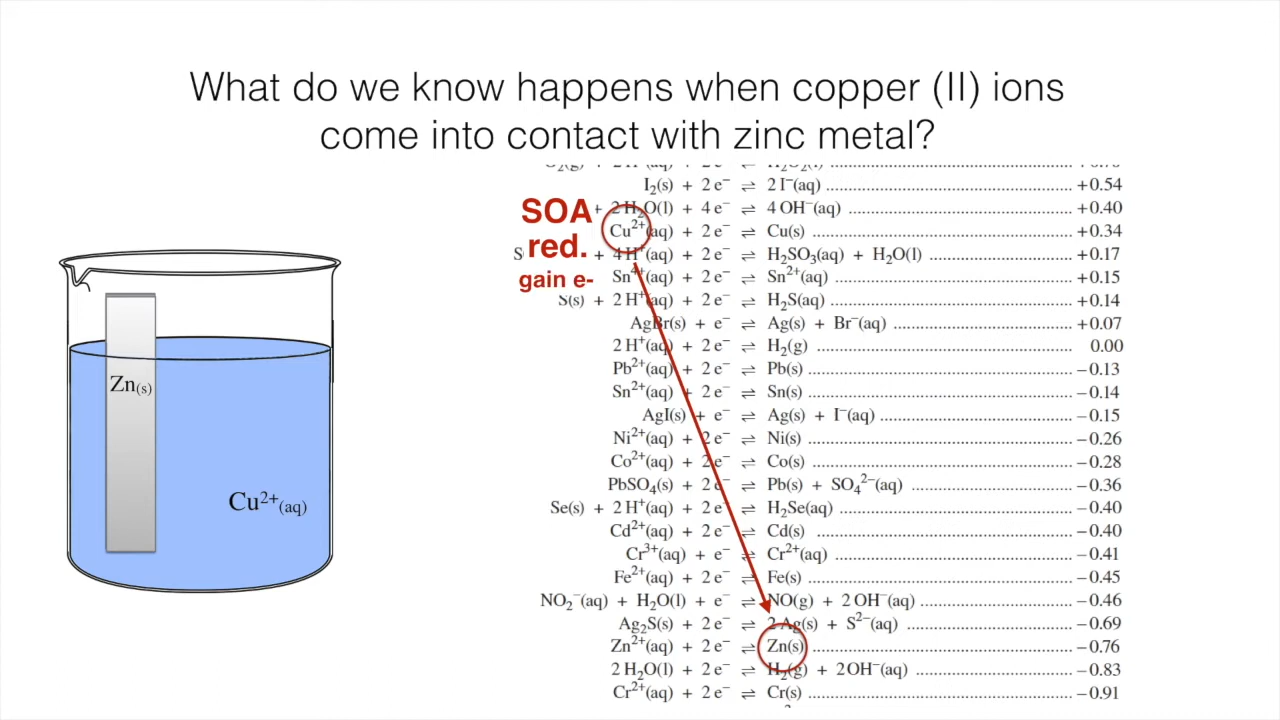 What do we know happens when copper (II) ions
come into contact with zinc metal?
I₂(s) + 2 e⁻ ⇌ 2 I⁻(aq) ........ +0.54
+ 2 H₂O(l) + 4 e⁻ ⇌ 4 OH⁻(aq) ........ +0.40
Cu²⁺(aq) + 2 e⁻ ⇌ Cu(s) ........ +0.34
+ 4 H⁺(aq) + 2 e⁻ ⇌ H₂SO₃(aq) + H₂O(l) ........ +0.17
Sn⁴⁺(aq) + 2 e⁻ ⇌ Sn²⁺(aq) ........ +0.15
S(s) + 2 H⁺(aq) + 2 e⁻ ⇌ H₂S(aq) ........ +0.14
AgBr(s) + e⁻ ⇌ Ag(s) + Br⁻(aq) ........ +0.07
2 H⁺(aq) + 2 e⁻ ⇌ H₂(g) ........ 0.00
Pb²⁺(aq) + 2 e⁻ ⇌ Pb(s) ........ −0.13
Sn²⁺(aq) + 2 e⁻ ⇌ Sn(s) ........ −0.14
AgI(s) + e⁻ ⇌ Ag(s) + I⁻(aq) ........ −0.15
Ni²⁺(aq) + 2 e⁻ ⇌ Ni(s) ........ −0.26
Co²⁺(aq) + 2 e⁻ ⇌ Co(s) ........ −0.28
PbSO₄(s) + 2 e⁻ ⇌ Pb(s) + SO₄²⁻(aq) ........ −0.36
Se(s) + 2 H⁺(aq) + 2 e⁻ ⇌ H₂Se(aq) ........ −0.40
Cd²⁺(aq) + 2 e⁻ ⇌ Cd(s) ........ −0.40
Cr³⁺(aq) + e⁻ ⇌ Cr²⁺(aq) ........ −0.41
Fe²⁺(aq) + 2 e⁻ ⇌ Fe(s) ........ −0.45
NO₂⁻(aq) + H₂O(l) + e⁻ ⇌ NO(g) + 2 OH⁻(aq) ........ −0.46
Ag₂S(s) + 2 e⁻ ⇌ 2 Ag(s) + S²⁻(aq) ........ −0.69
Zn²⁺(aq) + 2 e⁻ ⇌ Zn(s) ........ −0.76
2 H₂O(l) + 2 e⁻ ⇌ H₂(g) + 2 OH⁻(aq) ........ −0.83
Cr²⁺(aq) + 2 e⁻ ⇌ Cr(s) ........ −0.91
SOA
red.
gain e-
Zn(s)
Cu²⁺(aq)